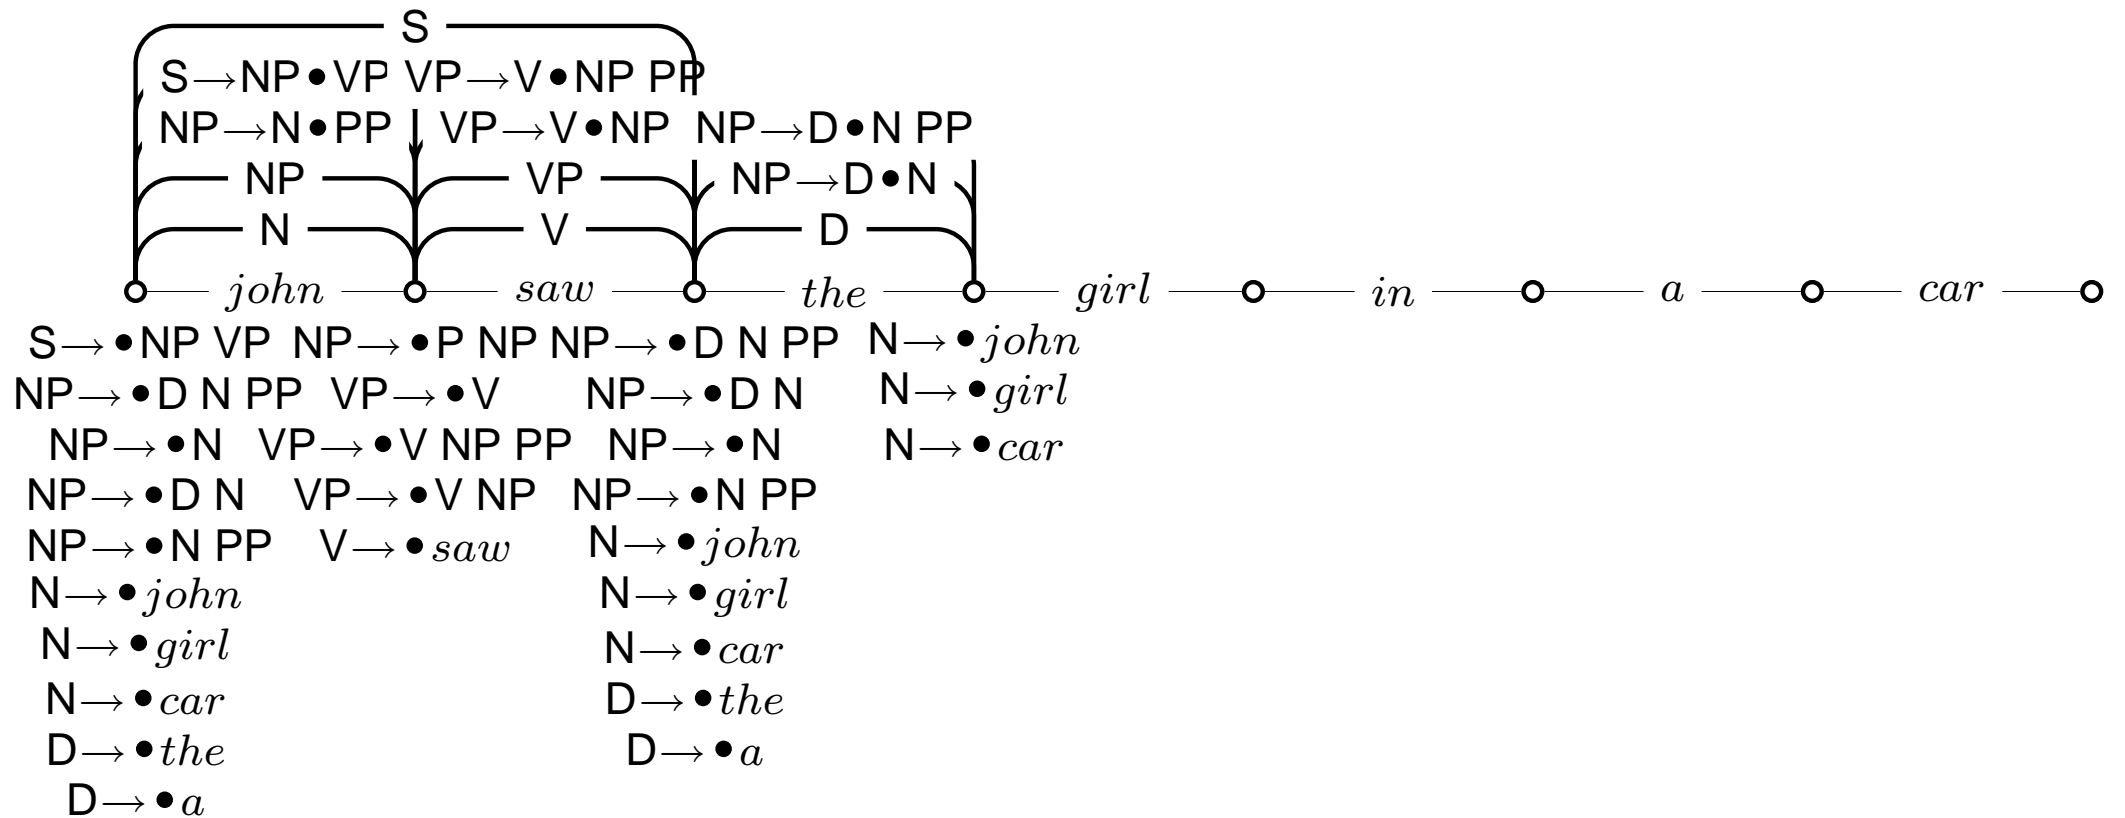 S
S→NP•VP VP→V•NP PP
NP→N•PP VP→V•NP NP→D•N PP
NP VP NP→D•N
N V D
john saw the girl in a car
S→•NP VP NP→•P NP NP→•D N PP N→•john
NP→•D N PP VP→•V NP→•D N N→•girl
NP→•N VP→•V NP PP NP→•N N→•car
NP→•D N VP→•V NP NP→•N PP
NP→•N PP V→•saw N→•john
N→•john N→•girl
N→•girl N→•car
N→•car D→•the
D→•the D→•a
D→•a